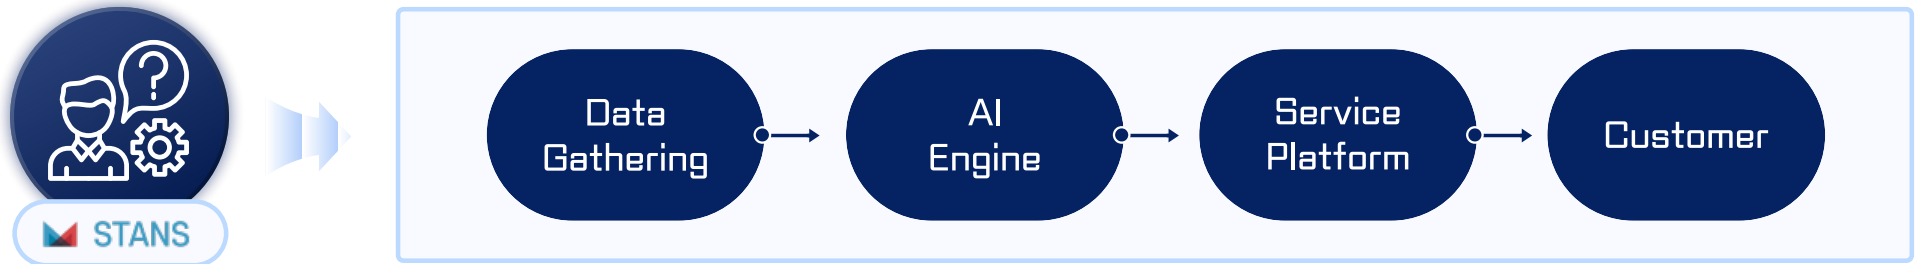 ?
STANS
Data
Gathering
AI
Engine
Service
Platform
Customer